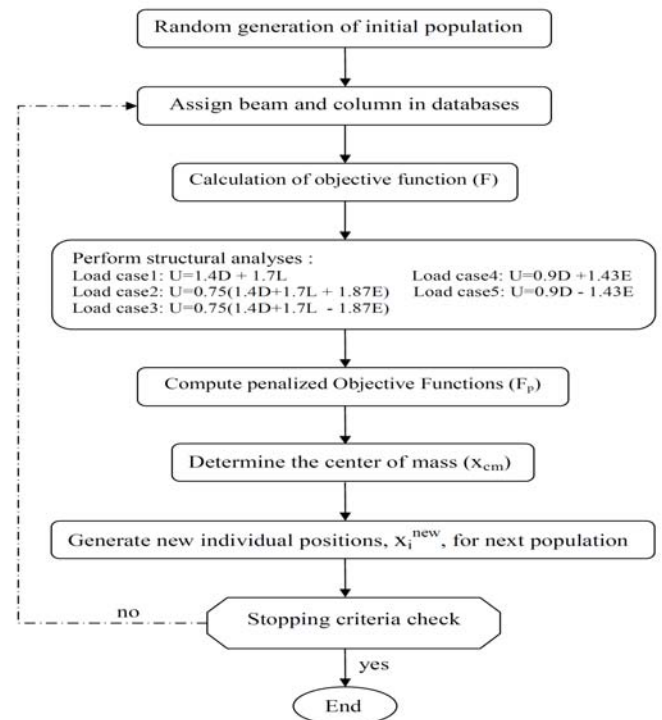 Random generation of initial population
Assign beam and column in databases
Calculation of objective function (F)
Perform structural analyses :
Load case1: U=1.4D + 1.7L
Load case4: U=0.9D +1.43E
Load case2: U=0.75(1.4D+1.7L + 1.87E)
Load case5: U=0.9D - 1.43E
Load case3: U=0.75(1.4D+1.7L - 1.87E)
Compute penalized Objective Functions (Fp)
Determine the center of mass (xcm)
Generate new individual positions, xi^new, for next population
no
Stopping criteria check
yes
End